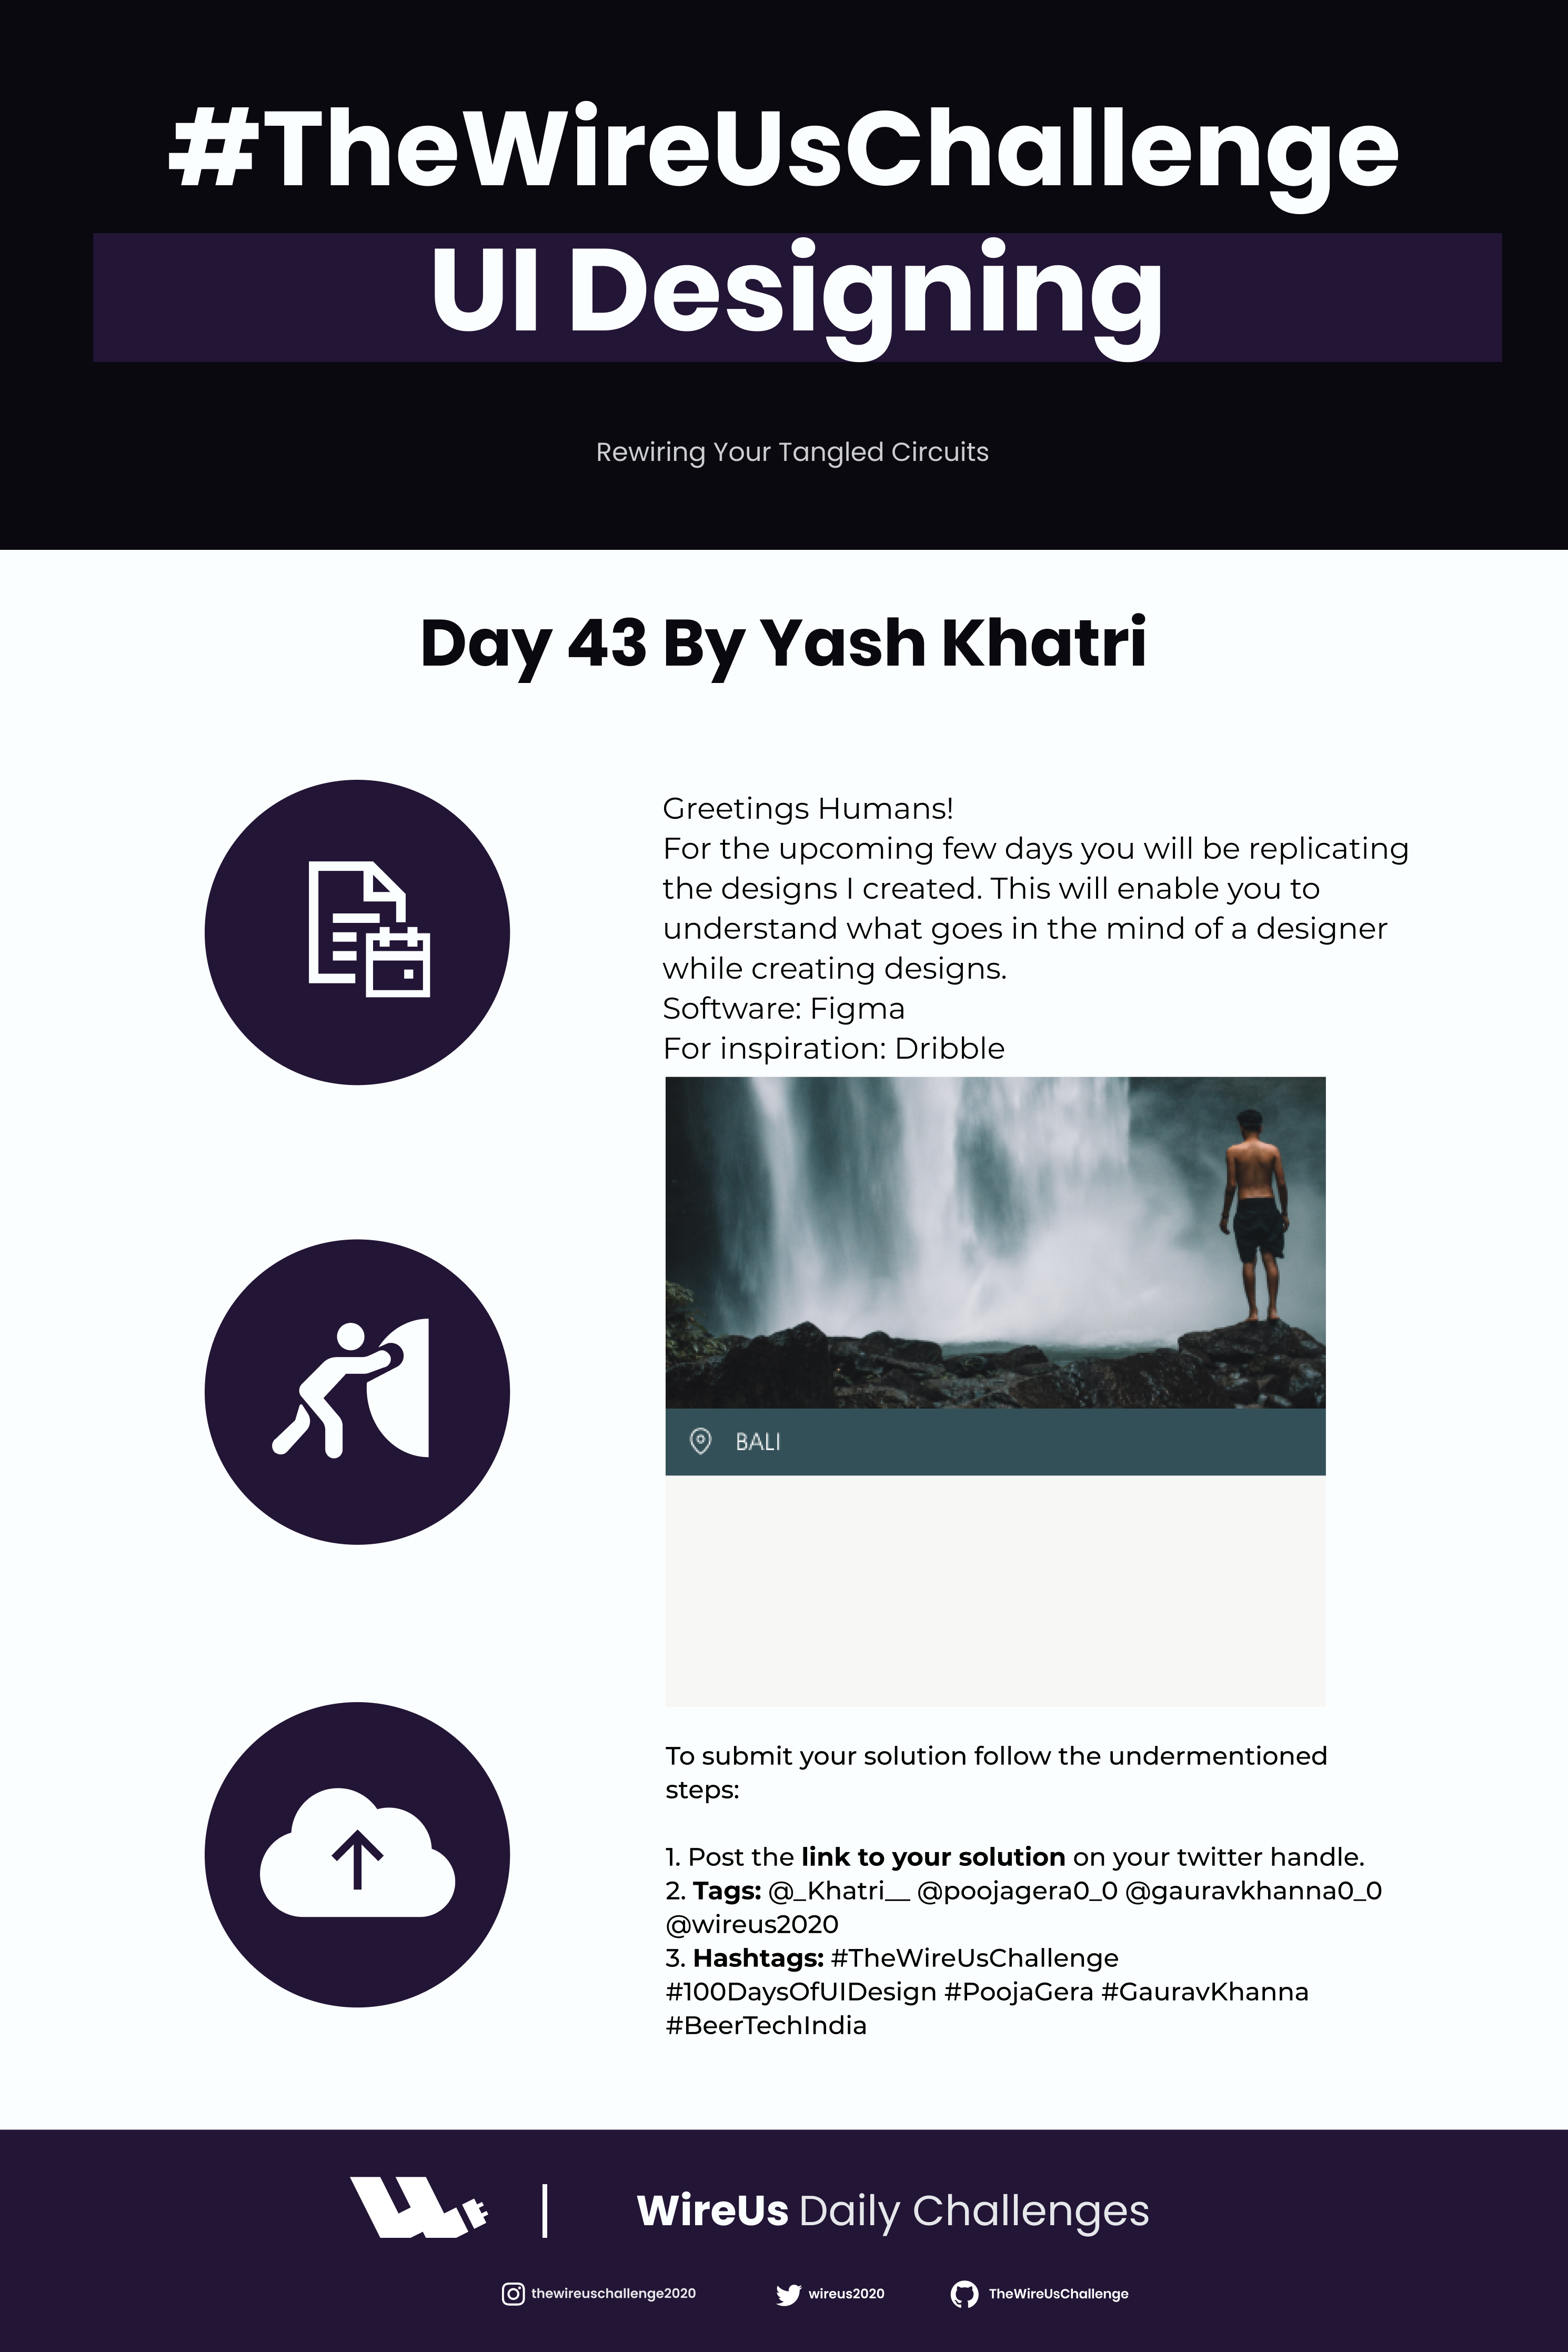 #TheWireUsChallenge
UI Designing
Rewiring Your Tangled Circuits
Day 43 By Yash Khatri
Greetings Humans!
For the upcoming few days you will be replicating
the designs I created. This will enable you to
understand what goes in the mind of a designer
while creating designs.
Software: Figma
For inspiration: Dribble
BALI
To submit your solution follow the undermentioned
steps:
1. Post the link to your solution on your twitter handle.
2. Tags: @_Khatri__ @poojagera0_0 @gauravkhanna0_0
@wireus2020
3. Hashtags: #TheWireUsChallenge
#100DaysOfUIDesign #PoojaGera #GauravKhanna
#BeerTechIndia
WireUs Daily Challenges
thewireuschallenge2020 wireus2020 TheWireUsChallenge